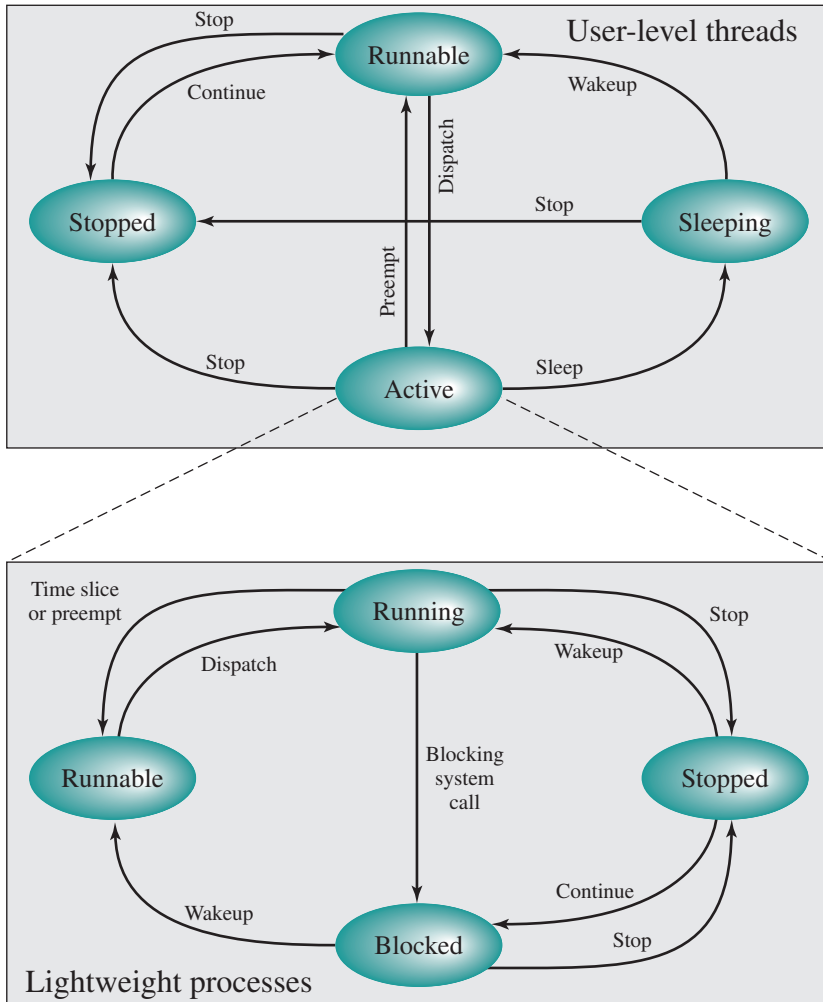 User-level threads
Stop
Runnable
Continue
Wakeup
Dispatch
Stopped
Stop
Sleeping
Preempt
Stop
Sleep
Active
Time slice
or preempt
Running
Stop
Dispatch
Wakeup
Runnable
Blocking
system
call
Stopped
Continue
Wakeup
Blocked
Stop
Lightweight processes